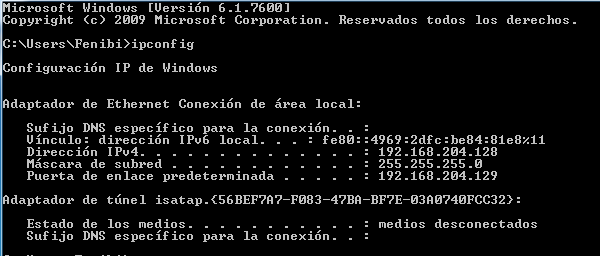 Microsoft Windows [Versión 6.1.7600]
Copyright (c) 2009 Microsoft Corporation. Reservados todos los derechos.
C:\Users\Fenibi>ipconfig
Configuración IP de Windows
Adaptador de Ethernet Conexión de área local:
Sufijo DNS específico para la conexión. . :
Vínculo: dirección IPv6 local. . . : fe80::4969:2dfc:be84:81e8%11
Dirección IPv4. . . . . . . . . . . . . . : 192.168.204.128
Máscara de subred . . . . . . . . . . . . : 255.255.255.0
Puerta de enlace predeterminada . . . . . : 192.168.204.129
Adaptador de túnel isatap.{56BEF7A7-F083-47BA-BF7E-03A0740FCC32}:
Estado de los medios. . . . . . . . . . . : medios desconectados
Sufijo DNS específico para la conexión. . :